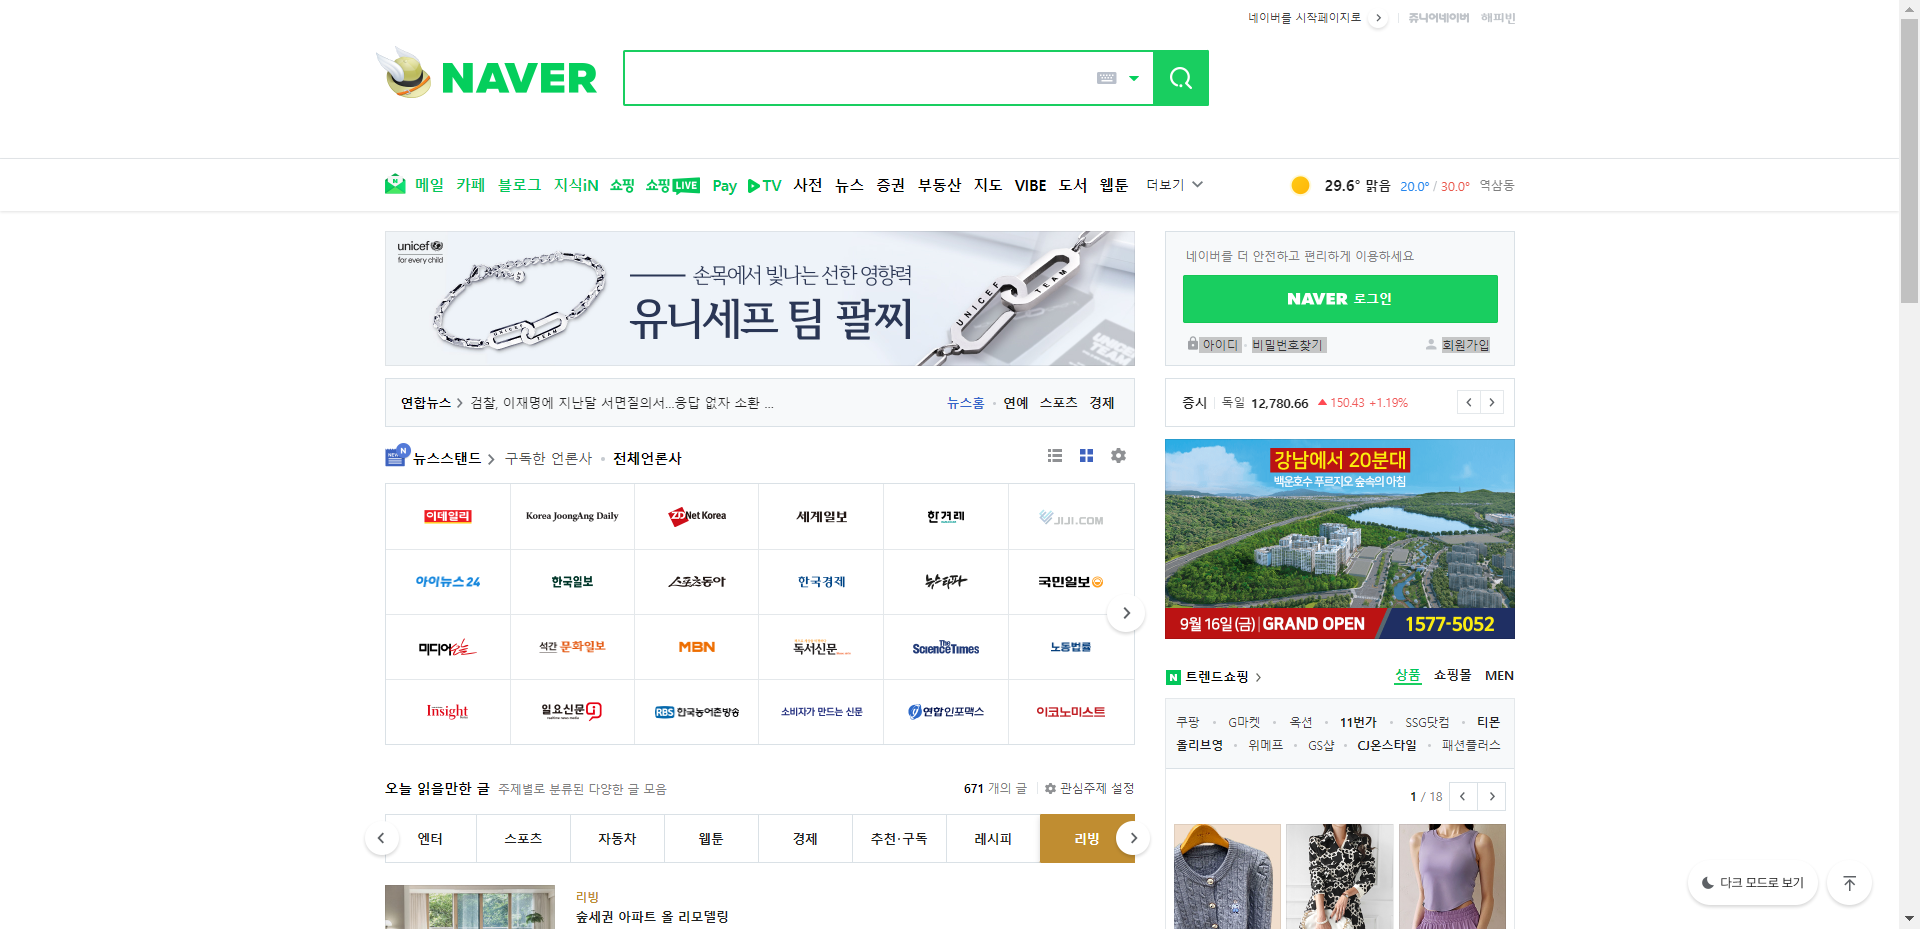 네이버를 시작페이지로
쥬니어네이버 해피빈
NAVER
메일 카페 블로그 지식iN 쇼핑 쇼핑LIVE Pay TV 사전 뉴스 증권 부동산 지도 VIBE 도서 웹툰 더보기
29.6° 맑음 20.0° / 30.0° 역삼동
unicef
for every child
손목에서 빛나는 선한 영향력
유니세프 팀 팔찌
UNICEF TEAM
UNICEF TEAM
네이버를 더 안전하고 편리하게 이용하세요
NAVER 로그인
아이디 · 비밀번호찾기 회원가입
연합뉴스 > 검찰, 이재명에 지난달 서면질의서...응답 없자 소환 ...
뉴스홈 · 연예 스포츠 경제
증시 독일 12,780.66 ▲ 150.43 +1.19%
NEW N 뉴스스탠드 > 구독한 언론사 · 전체언론사
이데일리 Korea JoongAng Daily ZDNet Korea 세계일보 한겨레 JIJI.COM
아이뉴스24 한국일보 스포츠동아 한국경제 뉴스타파 국민일보
미디어오늘 석간 문화일보 MBN 독서신문 The ScienceTimes 노동법률
Insight 일요신문 RBS 한국농어촌방송 소비자가 만드는 신문 연합인포맥스 이코노미스트
강남에서 20분대
백운호수 푸르지오 숲속의 아침
9월 16일(금) GRAND OPEN 1577-5052
N 트렌드쇼핑 > 상품 쇼핑몰 MEN
쿠팡 · G마켓 · 옥션 · 11번가 · SSG닷컴 · 티몬
올리브영 · 위메프 · GS샵 · CJ온스타일 · 패션플러스
1 / 18
오늘 읽을만한 글 주제별로 분류된 다양한 글 모음
671 개의 글 관심주제 설정
엔터 스포츠 자동차 웹툰 경제 추천·구독 레시피 리빙
리빙
숲세권 아파트 올 리모델링
다크 모드로 보기